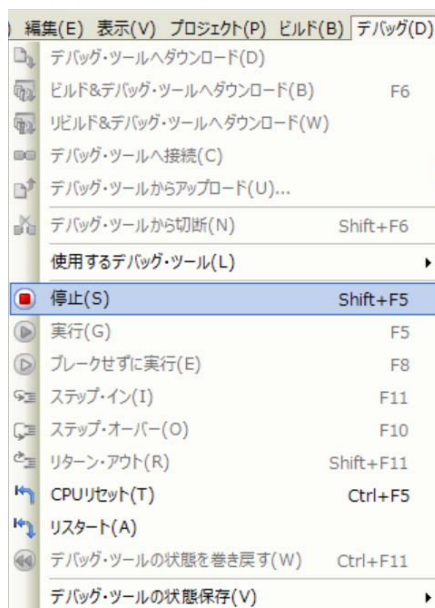 ) 編集(E) 表示(V) プロジェクト(P) ビルド(B) デバッグ(D)
デバッグ・ツールへダウンロード(D)
ビルド&デバッグ・ツールへダウンロード(B) F6
リビルド&デバッグ・ツールへダウンロード(W)
デバッグ・ツールへ接続(C)
デバッグ・ツールからアップロード(U)...
デバッグ・ツールから切断(N) Shift+F6
使用するデバッグ・ツール(L)
停止(S) Shift+F5
実行(G) F5
ブレークせずに実行(E) F8
ステップ・イン(I) F11
ステップ・オーバー(O) F10
リターン・アウト(R) Shift+F11
CPUリセット(T) Ctrl+F5
リスタート(A)
デバッグ・ツールの状態を巻き戻す(W) Ctrl+F11
デバッグ・ツールの状態保存(V)